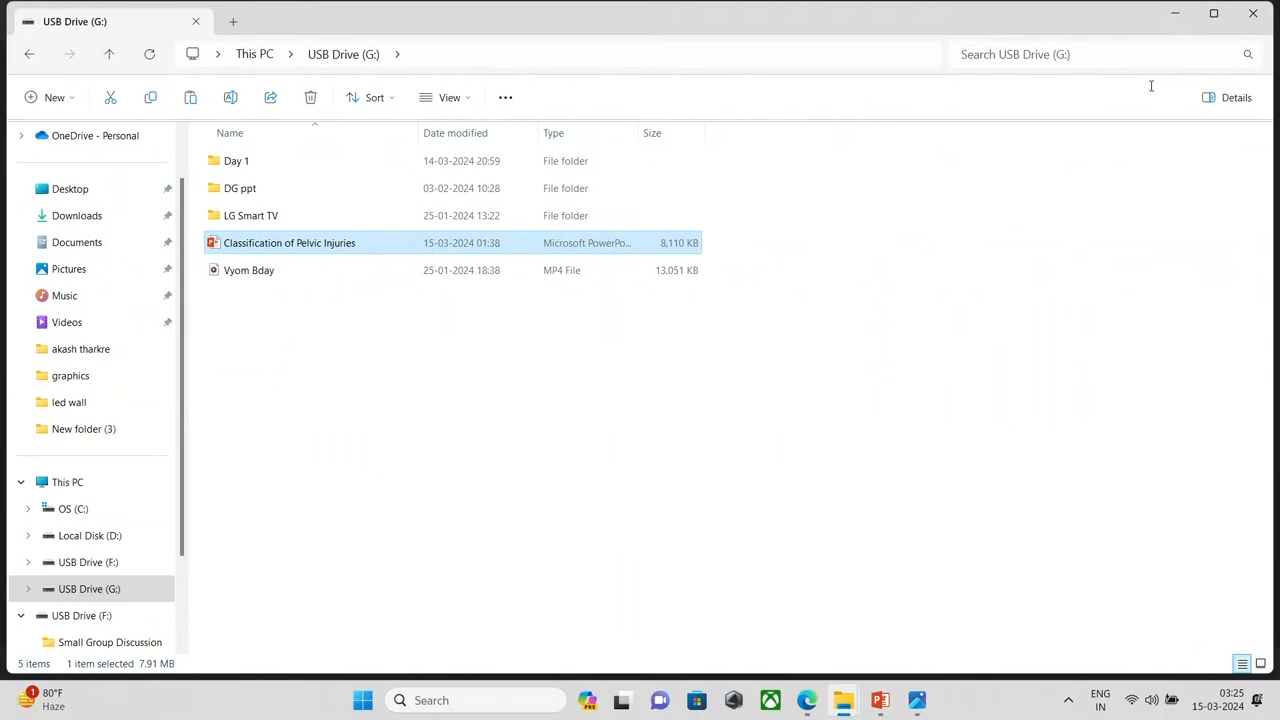 USB Drive (G:)
This PC
USB Drive (G:)
Search USB Drive (G:)
New
Sort
View
Details
Name
Date modified
Type
Size
OneDrive - Personal
Day 1
14-03-2024 20:59
File folder
Desktop
DG ppt
03-02-2024 10:28
File folder
Downloads
LG Smart TV
25-01-2024 13:22
File folder
Documents
Classification of Pelvic Injuries
15-03-2024 01:38
Microsoft PowerPo...
8,110 KB
Pictures
Vyom Bday
25-01-2024 18:38
MP4 File
13,051 KB
Music
Videos
akash tharkre
graphics
led wall
New folder (3)
This PC
OS (C:)
Local Disk (D:)
USB Drive (F:)
USB Drive (G:)
USB Drive (F:)
Small Group Discussion
5 items
1 item selected 7.91 MB
1
80°F
Haze
Search
PRE
ENG
IN
03:25
15-03-2024